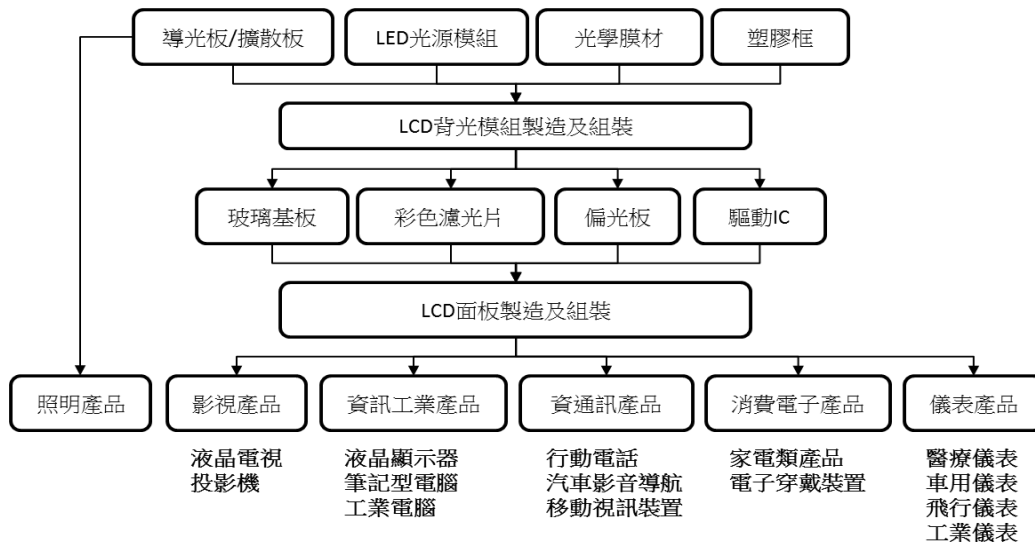 導光板/擴散板
LED光源模組
光學膜材
塑膠框
LCD背光模組製造及組裝
玻璃基板
彩色濾光片
偏光板
驅動IC
LCD面板製造及組裝
照明產品
影視產品
資訊工業產品
資通訊產品
消費電子產品
儀表產品
液晶電視
投影機
液晶顯示器
筆記型電腦
工業電腦
行動電話
汽車影音導航
移動視訊裝置
家電類產品
電子穿戴裝置
醫療儀表
車用儀表
飛行儀表
工業儀表